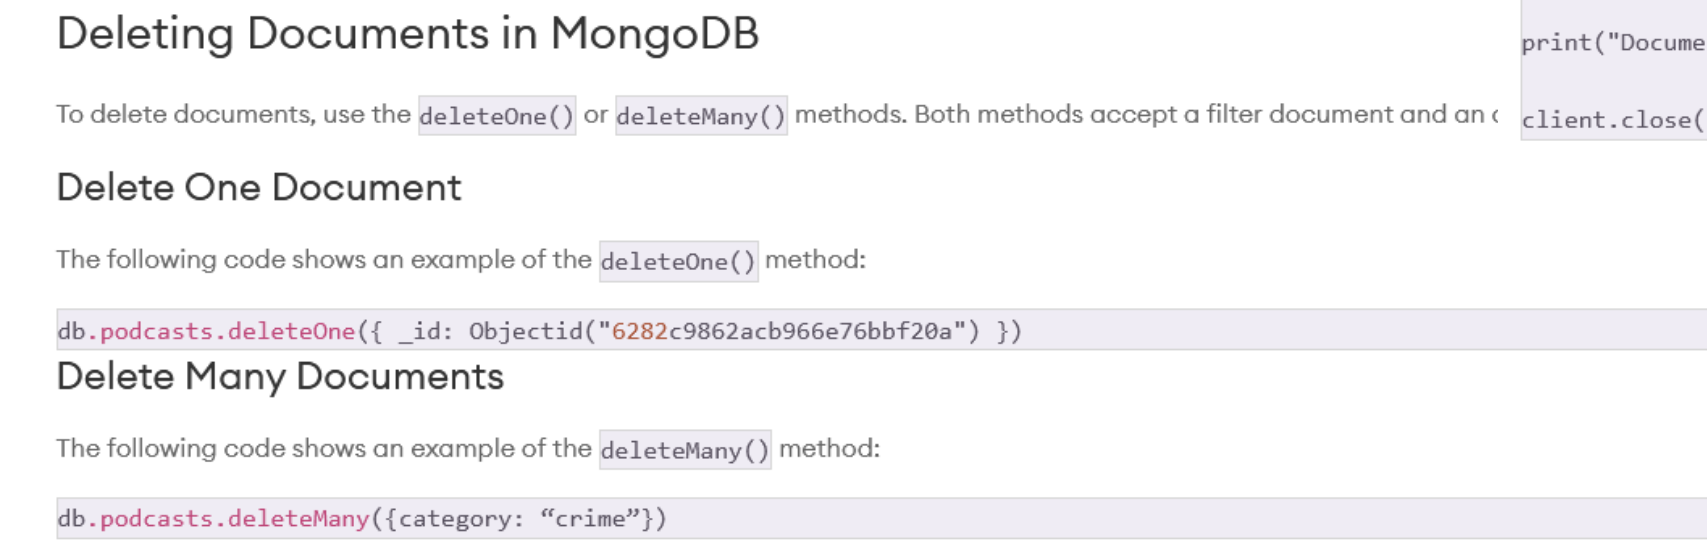 Deleting Documents in MongoDB
To delete documents, use the deleteOne() or deleteMany() methods. Both methods accept a filter document and an
Delete One Document
The following code shows an example of the deleteOne() method:
db.podcasts.deleteOne({ _id: Objectid("6282c9862acb966e76bbf20a") })
Delete Many Documents
The following code shows an example of the deleteMany() method:
db.podcasts.deleteMany({category: “crime”})
print("Docume
client.close(